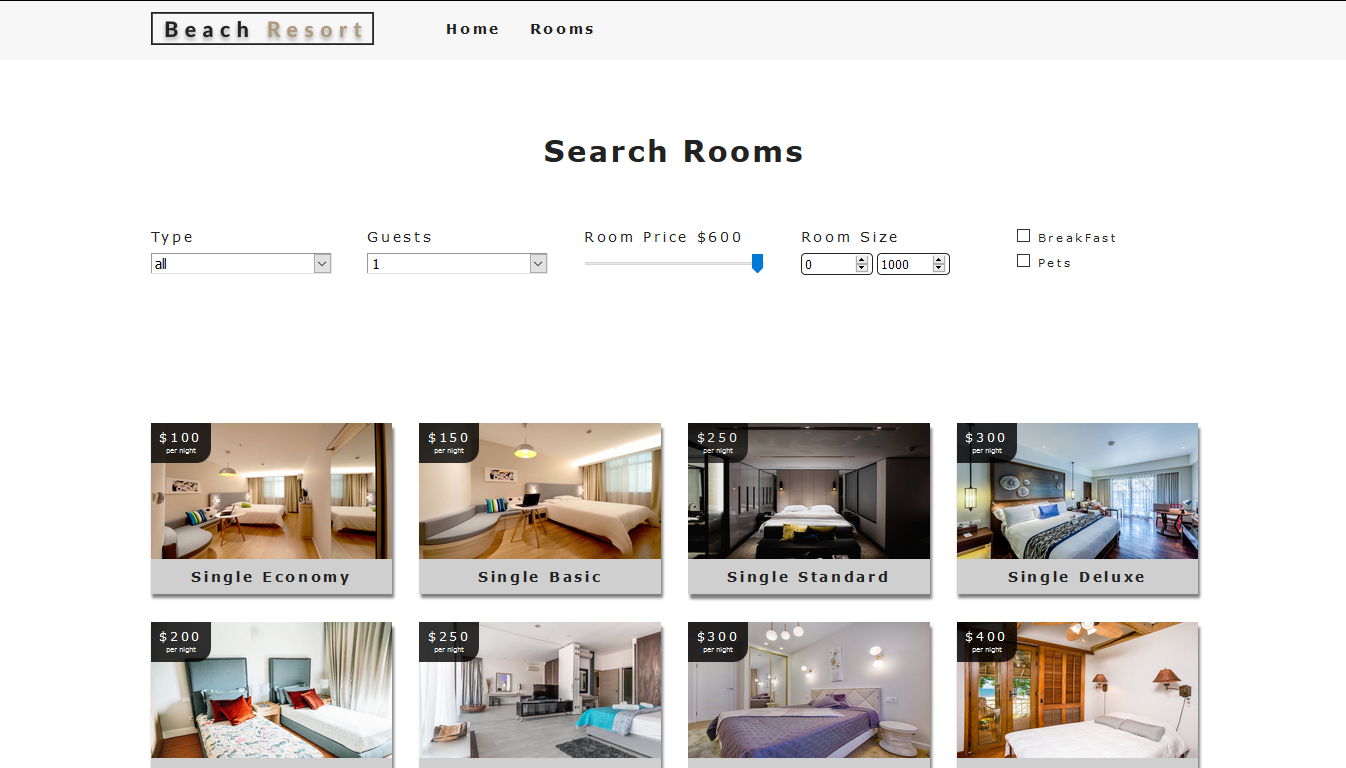 Beach Resort
Home
Rooms
Search Rooms
Type
Guests
Room Price $600
Room Size
BreakFast
all
1
0
1000
Pets
$100
per night
$150
per night
$250
per night
$300
per night
Single Economy
Single Basic
Single Standard
Single Deluxe
$200
per night
$250
per night
$300
per night
$400
per night